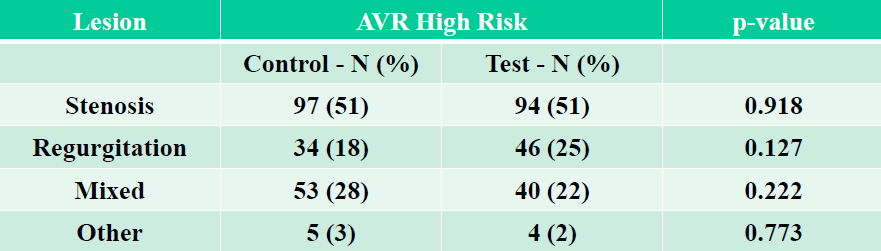 Lesion AVR High Risk p-value
Control - N (%) Test - N (%)
Stenosis 97 (51) 94 (51) 0.918
Regurgitation 34 (18) 46 (25) 0.127
Mixed 53 (28) 40 (22) 0.222
Other 5 (3) 4 (2) 0.773